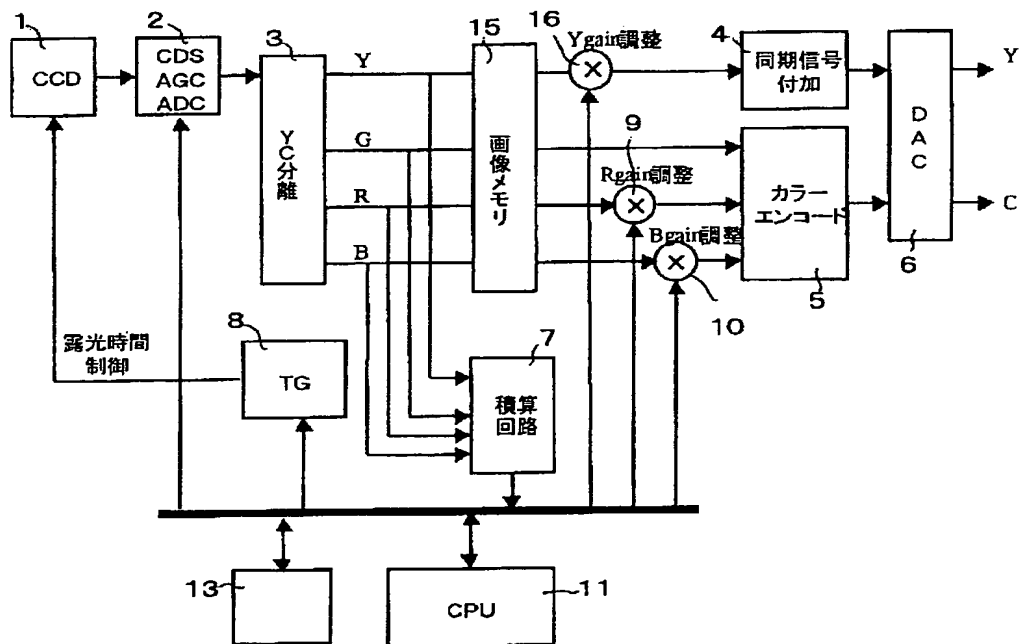 1
CCD
2
CDS
AGC
ADC
3
YC分離
Y
G
R
B
15
画像メモリ
16
Ygain調整
9
Rgain調整
Bgain調整
10
4
同期信号
付加
カラー
エンコード
5
DAC
6
Y
C
露光時間
制御
8
TG
7
積算
回路
13
CPU
11